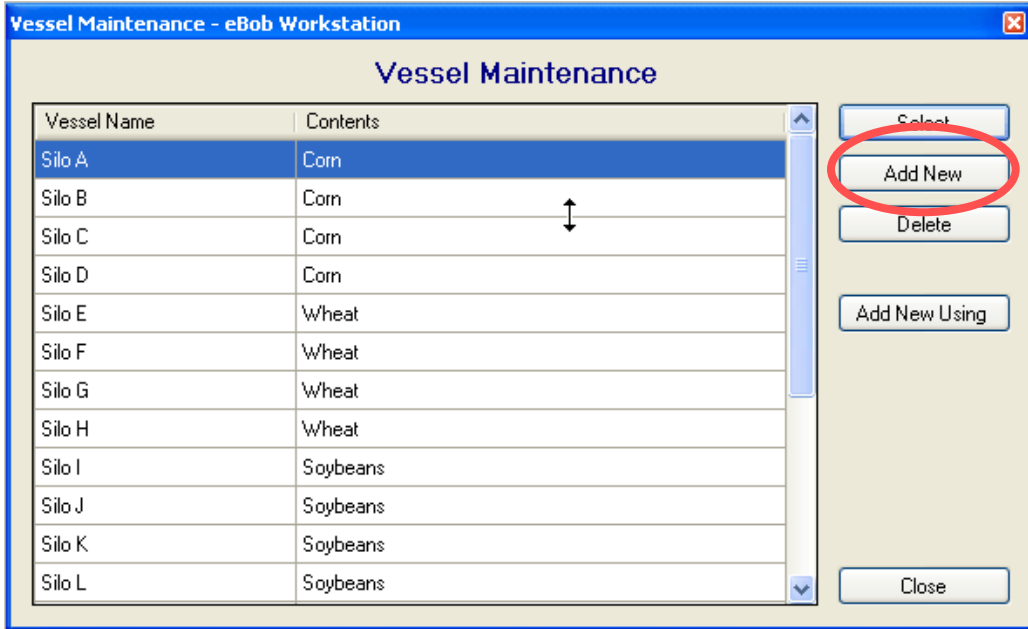 Vessel Maintenance - eBob Workstation
Vessel Maintenance
Vessel Name Contents
Silo A Corn
Silo B Corn
Silo C Corn
Silo D Corn
Silo E Wheat
Silo F Wheat
Silo G Wheat
Silo H Wheat
Silo I Soybeans
Silo J Soybeans
Silo K Soybeans
Silo L Soybeans
Select
Add New
Delete
Add New Using
Close